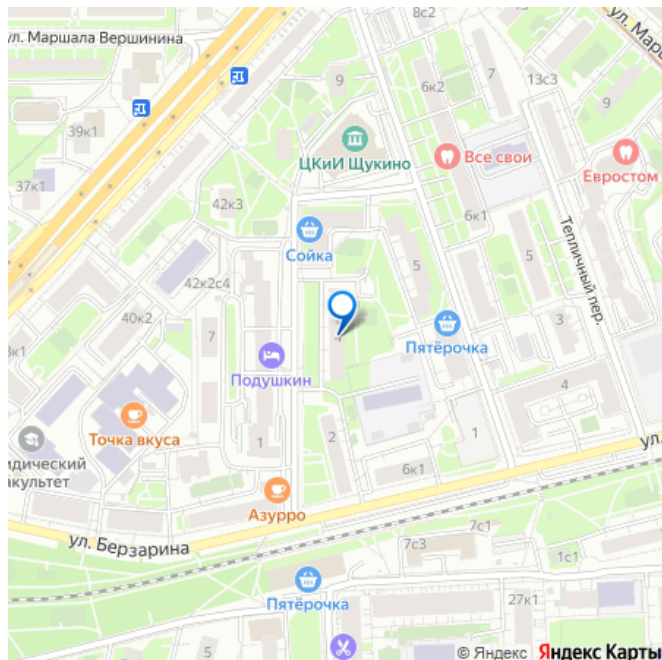 ул. Маршала Вершинина
8с2
9
6к2
7
13с3
9
39к1
ЦКиИ Щукино
Все свои
Евростом
37к1
42к3
6к1
Сойка
5
5
Тепличный пер.
42к2с4
40к2
7
4
Пятёрочка
3
Подушкин
4
Точка вкуса
1
2
1
6к1
ул.
Азурро
ул. Берзарина
7с3
7с1
1с1
Пятёрочка
27к1
5
© Яндекс Яндекс Карты